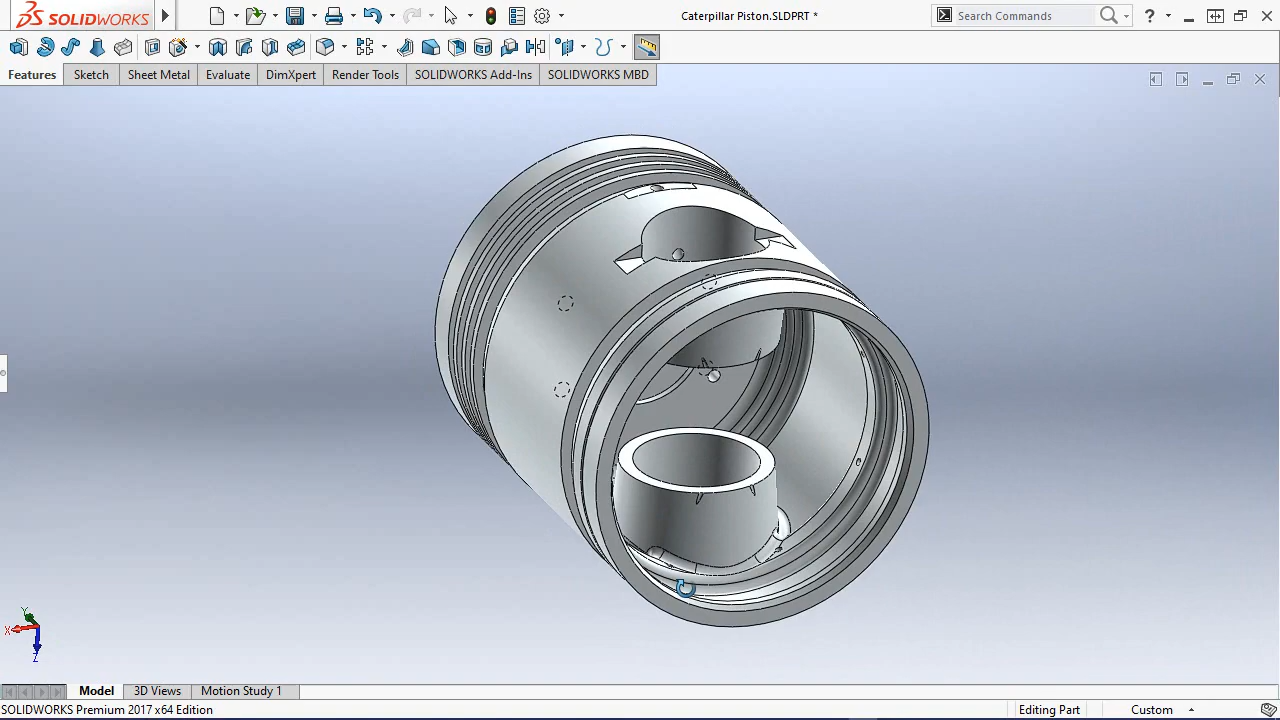 SOLIDWORKS
Caterpillar Piston.SLDPRT *
Search Commands
?
Features Sketch Sheet Metal Evaluate DimXpert Render Tools SOLIDWORKS Add-Ins SOLIDWORKS MBD
Y
X
Z
Model 3D Views Motion Study 1
SOLIDWORKS Premium 2017 x64 Edition Editing Part Custom